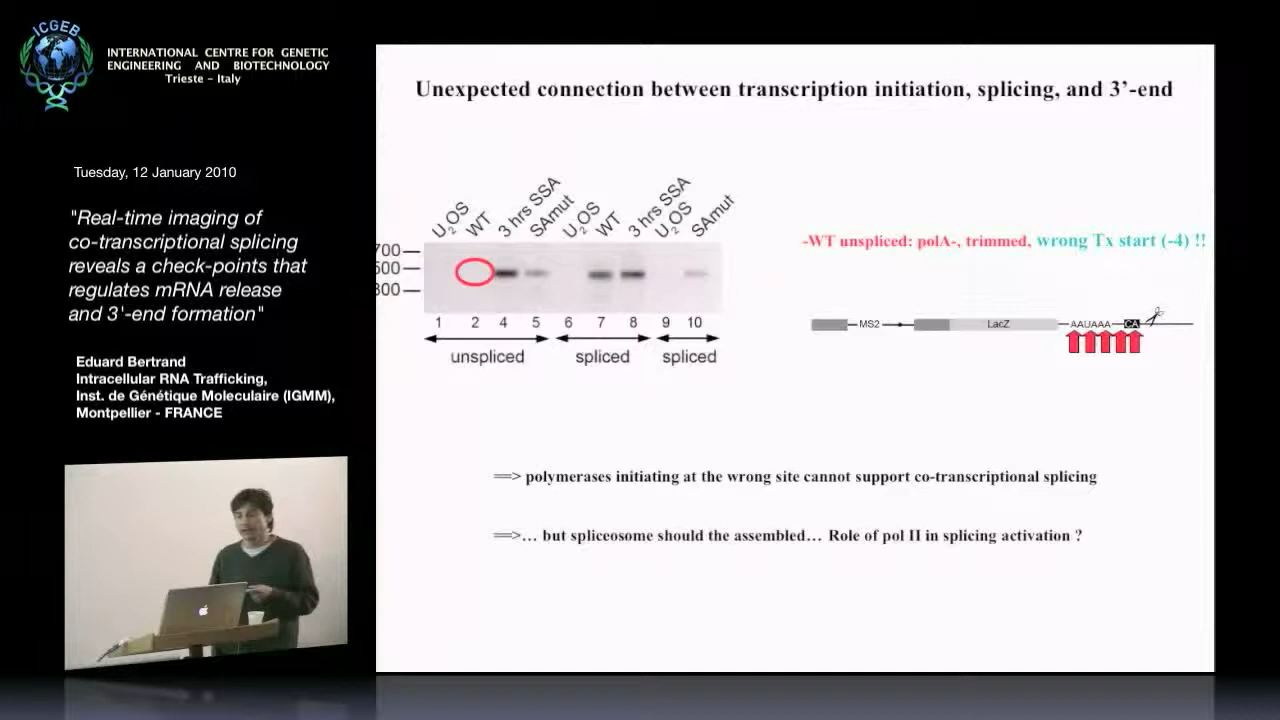 ICGEB
INTERNATIONAL CENTRE FOR GENETIC
ENGINEERING AND BIOTECHNOLOGY
Trieste - Italy
Tuesday, 12 January 2010
"Real-time imaging of
co-transcriptional splicing
reveals a check-points that
regulates mRNA release
and 3'-end formation"
Eduard Bertrand
Intracellular RNA Trafficking,
Inst. de Génétique Moleculaire (IGMM),
Montpellier - FRANCE
Unexpected connection between transcription initiation, splicing, and 3'-end
U2OS WT 3 hrs SSA SAmut U2OS WT 3 hrs SSA U2OS SAmut
700
500
300
1 2 4 5 6 7 8 9 10
unspliced spliced spliced
-WT unspliced: polA-, trimmed, wrong Tx start (-4) !!
MS2 LacZ AAUAAA CA
==> polymerases initiating at the wrong site cannot support co-transcriptional splicing
==>... but spliceosome should the assembled... Role of pol II in splicing activation ?